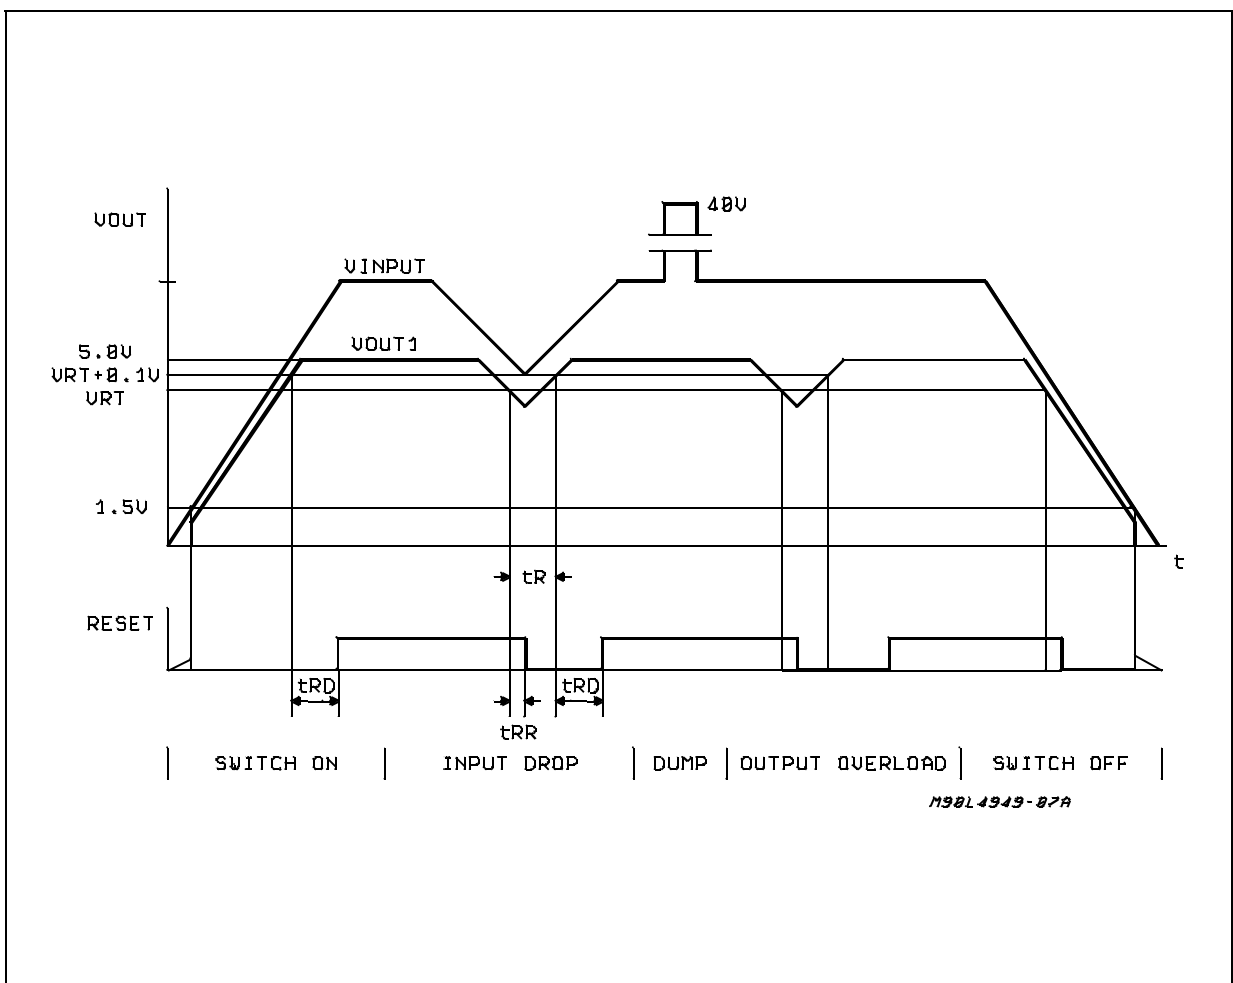 VOUT
40V
VINPUT
VOUT1
5.0V
VRT+0.1V
VRT
1.5V
t
tR
RESET
tRD
tRD
tRR
SWITCH ON
INPUT DROP
DUMP
OUTPUT OVERLOAD
SWITCH OFF
M90L4949-07A